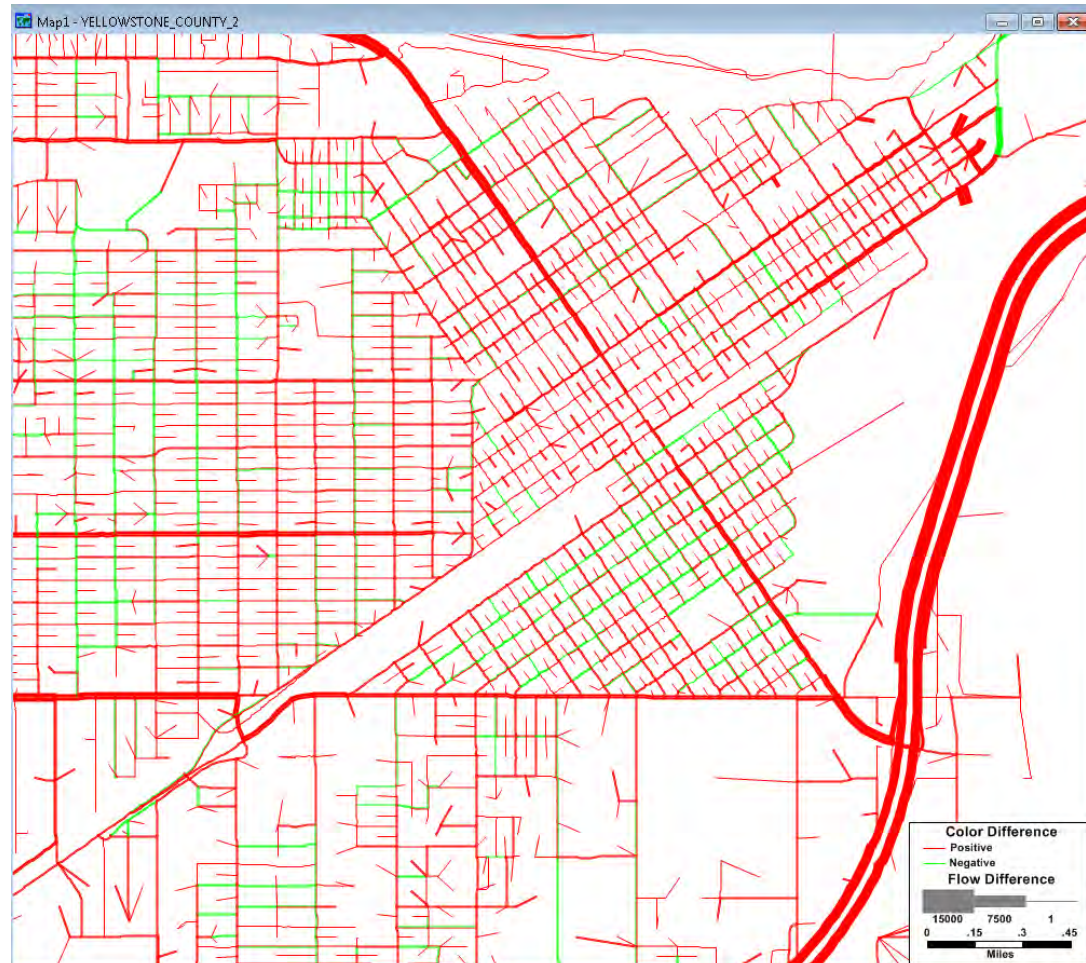 Map1 - YELLOWSTONE_COUNTY_2
Color Difference
Positive
Negative
Flow Difference
15000 7500 1
0 .15 .3 .45
Miles